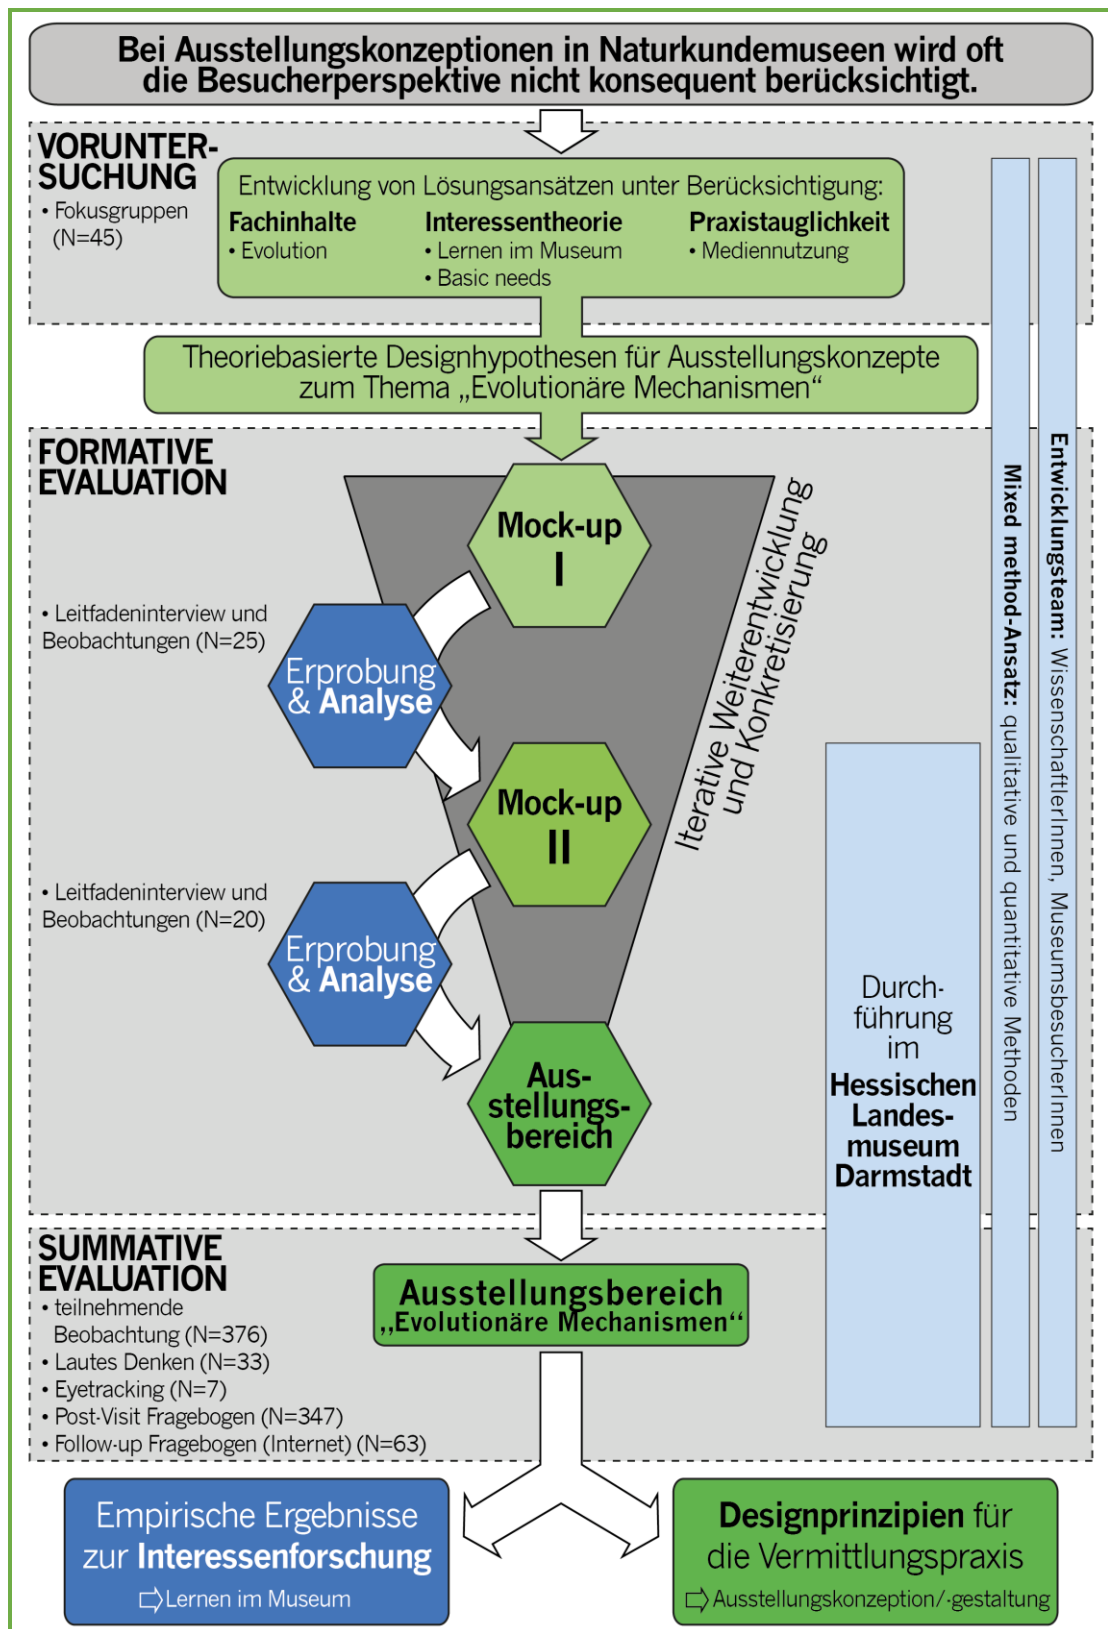 Bei Ausstellungskonzeptionen in Naturkundemuseen wird oft
die Besucherperspektive nicht konsequent berücksichtigt.
VORUNTER-
SUCHUNG
• Fokusgruppen
(N=45)
Entwicklung von Lösungsansätzen unter Berücksichtigung:
Fachinhalte
• Evolution
Interessentheorie
• Lernen im Museum
• Basic needs
Praxistauglichkeit
• Mediennutzung
Theoriebasierte Designhypothesen für Ausstellungskonzepte
zum Thema „Evolutionäre Mechanismen“
FORMATIVE
EVALUATION
Mock-up
I
• Leitfadeninterview und
Beobachtungen (N=25)
Erprobung
& Analyse
Mock-up
II
• Leitfadeninterview und
Beobachtungen (N=20)
Erprobung
& Analyse
Aus-
stellungs-
bereich
Iterative Weiterentwicklung
und Konkretisierung
Durch-
führung
im
Hessischen
Landes-
museum
Darmstadt
Mixed method-Ansatz: qualitative und quantitative Methoden
Entwicklungsteam: WissenschaftlerInnen, MuseumsbesucherInnen
SUMMATIVE
EVALUATION
• teilnehmende
Beobachtung (N=376)
• Lautes Denken (N=33)
• Eyetracking (N=7)
• Post-Visit Fragebogen (N=347)
• Follow-up Fragebogen (Internet) (N=63)
Ausstellungsbereich
„Evolutionäre Mechanismen“
Empirische Ergebnisse
zur Interessenforschung
⇨ Lernen im Museum
Designprinzipien für
die Vermittlungspraxis
⇨ Ausstellungskonzeption/-gestaltung